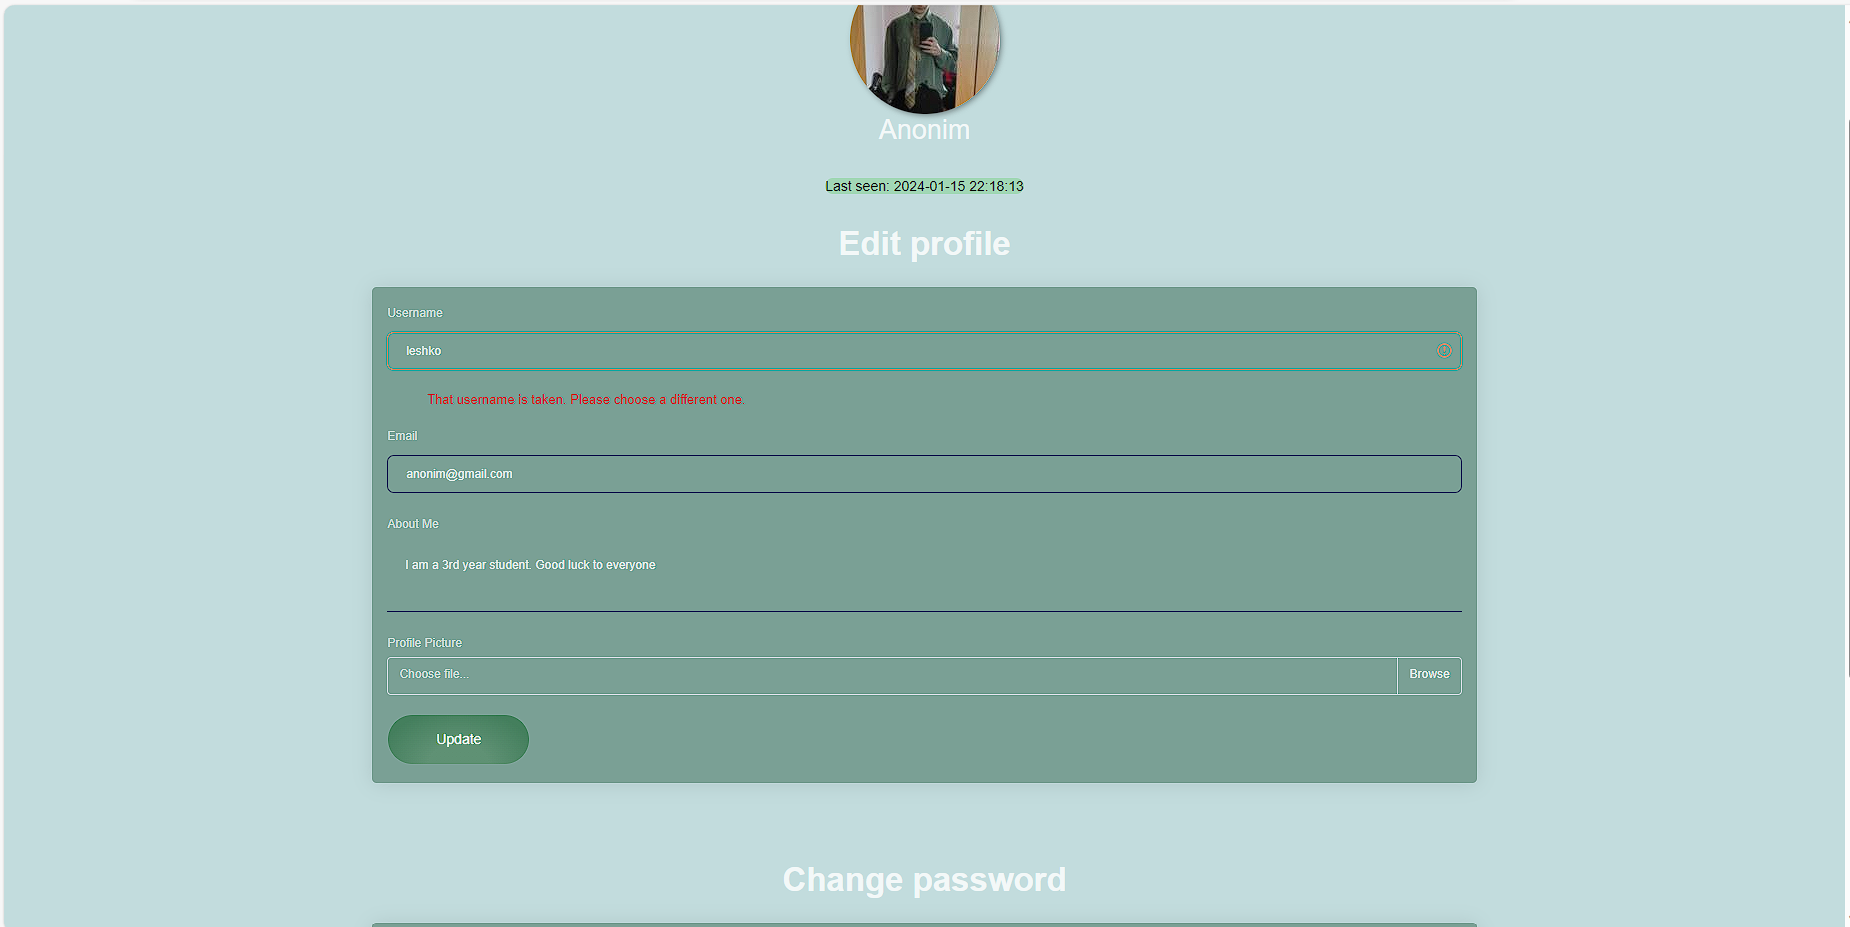 Anonim
Last seen: 2024-01-15 22:18:13
Edit profile
Username
leshko
That username is taken. Please choose a different one.
Email
anonim@gmail.com
About Me
I am a 3rd year student. Good luck to everyone
Profile Picture
Choose file...
Browse
Update
Change password